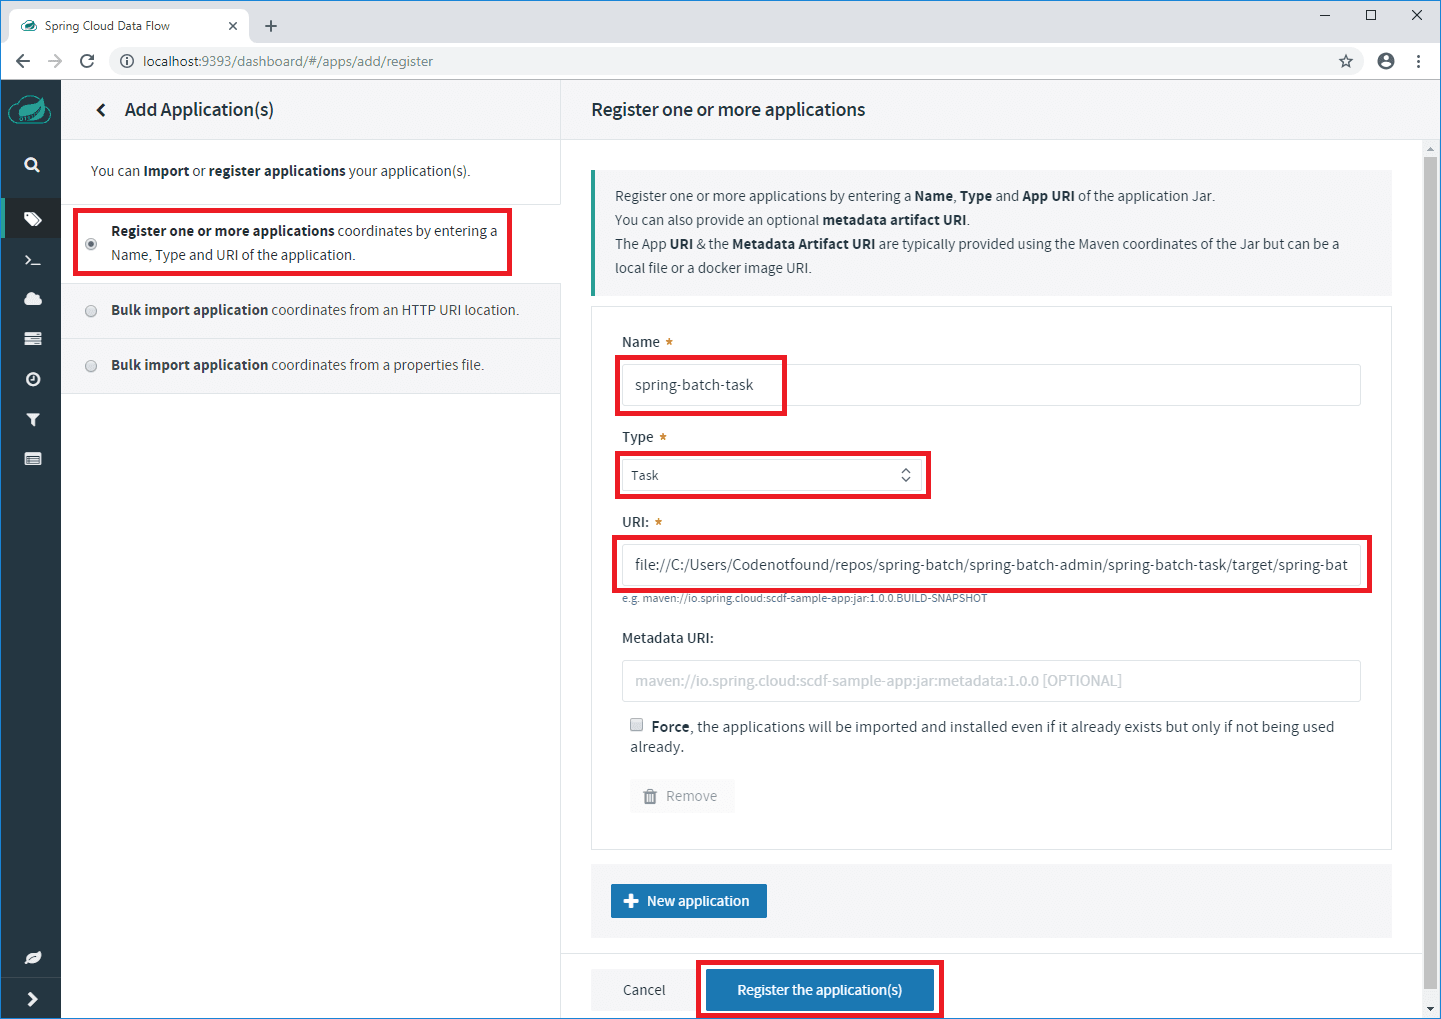 Spring Cloud Data Flow
localhost:9393/dashboard/#/apps/add/register
Add Application(s)
You can Import or register applications your application(s).
Register one or more applications coordinates by entering a
Name, Type and URI of the application.
Bulk import application coordinates from an HTTP URI location.
Bulk import application coordinates from a properties file.
Register one or more applications
Register one or more applications by entering a Name, Type and App URI of the application Jar.
You can also provide an optional metadata artifact URI.
The App URI & the Metadata Artifact URI are typically provided using the Maven coordinates of the Jar but can be a
local file or a docker image URI.
Name *
spring-batch-task
Type *
Task
URI: *
file://C:/Users/Codenotfound/repos/spring-batch/spring-batch-admin/spring-batch-task/target/spring-bat
e.g. maven://io.spring.cloud:scdf-sample-app:jar:1.0.0.BUILD-SNAPSHOT
Metadata URI:
maven://io.spring.cloud:scdf-sample-app:jar:metadata:1.0.0 [OPTIONAL]
Force, the applications will be imported and installed even if it already exists but only if not being used
already.
Remove
New application
Cancel
Register the application(s)